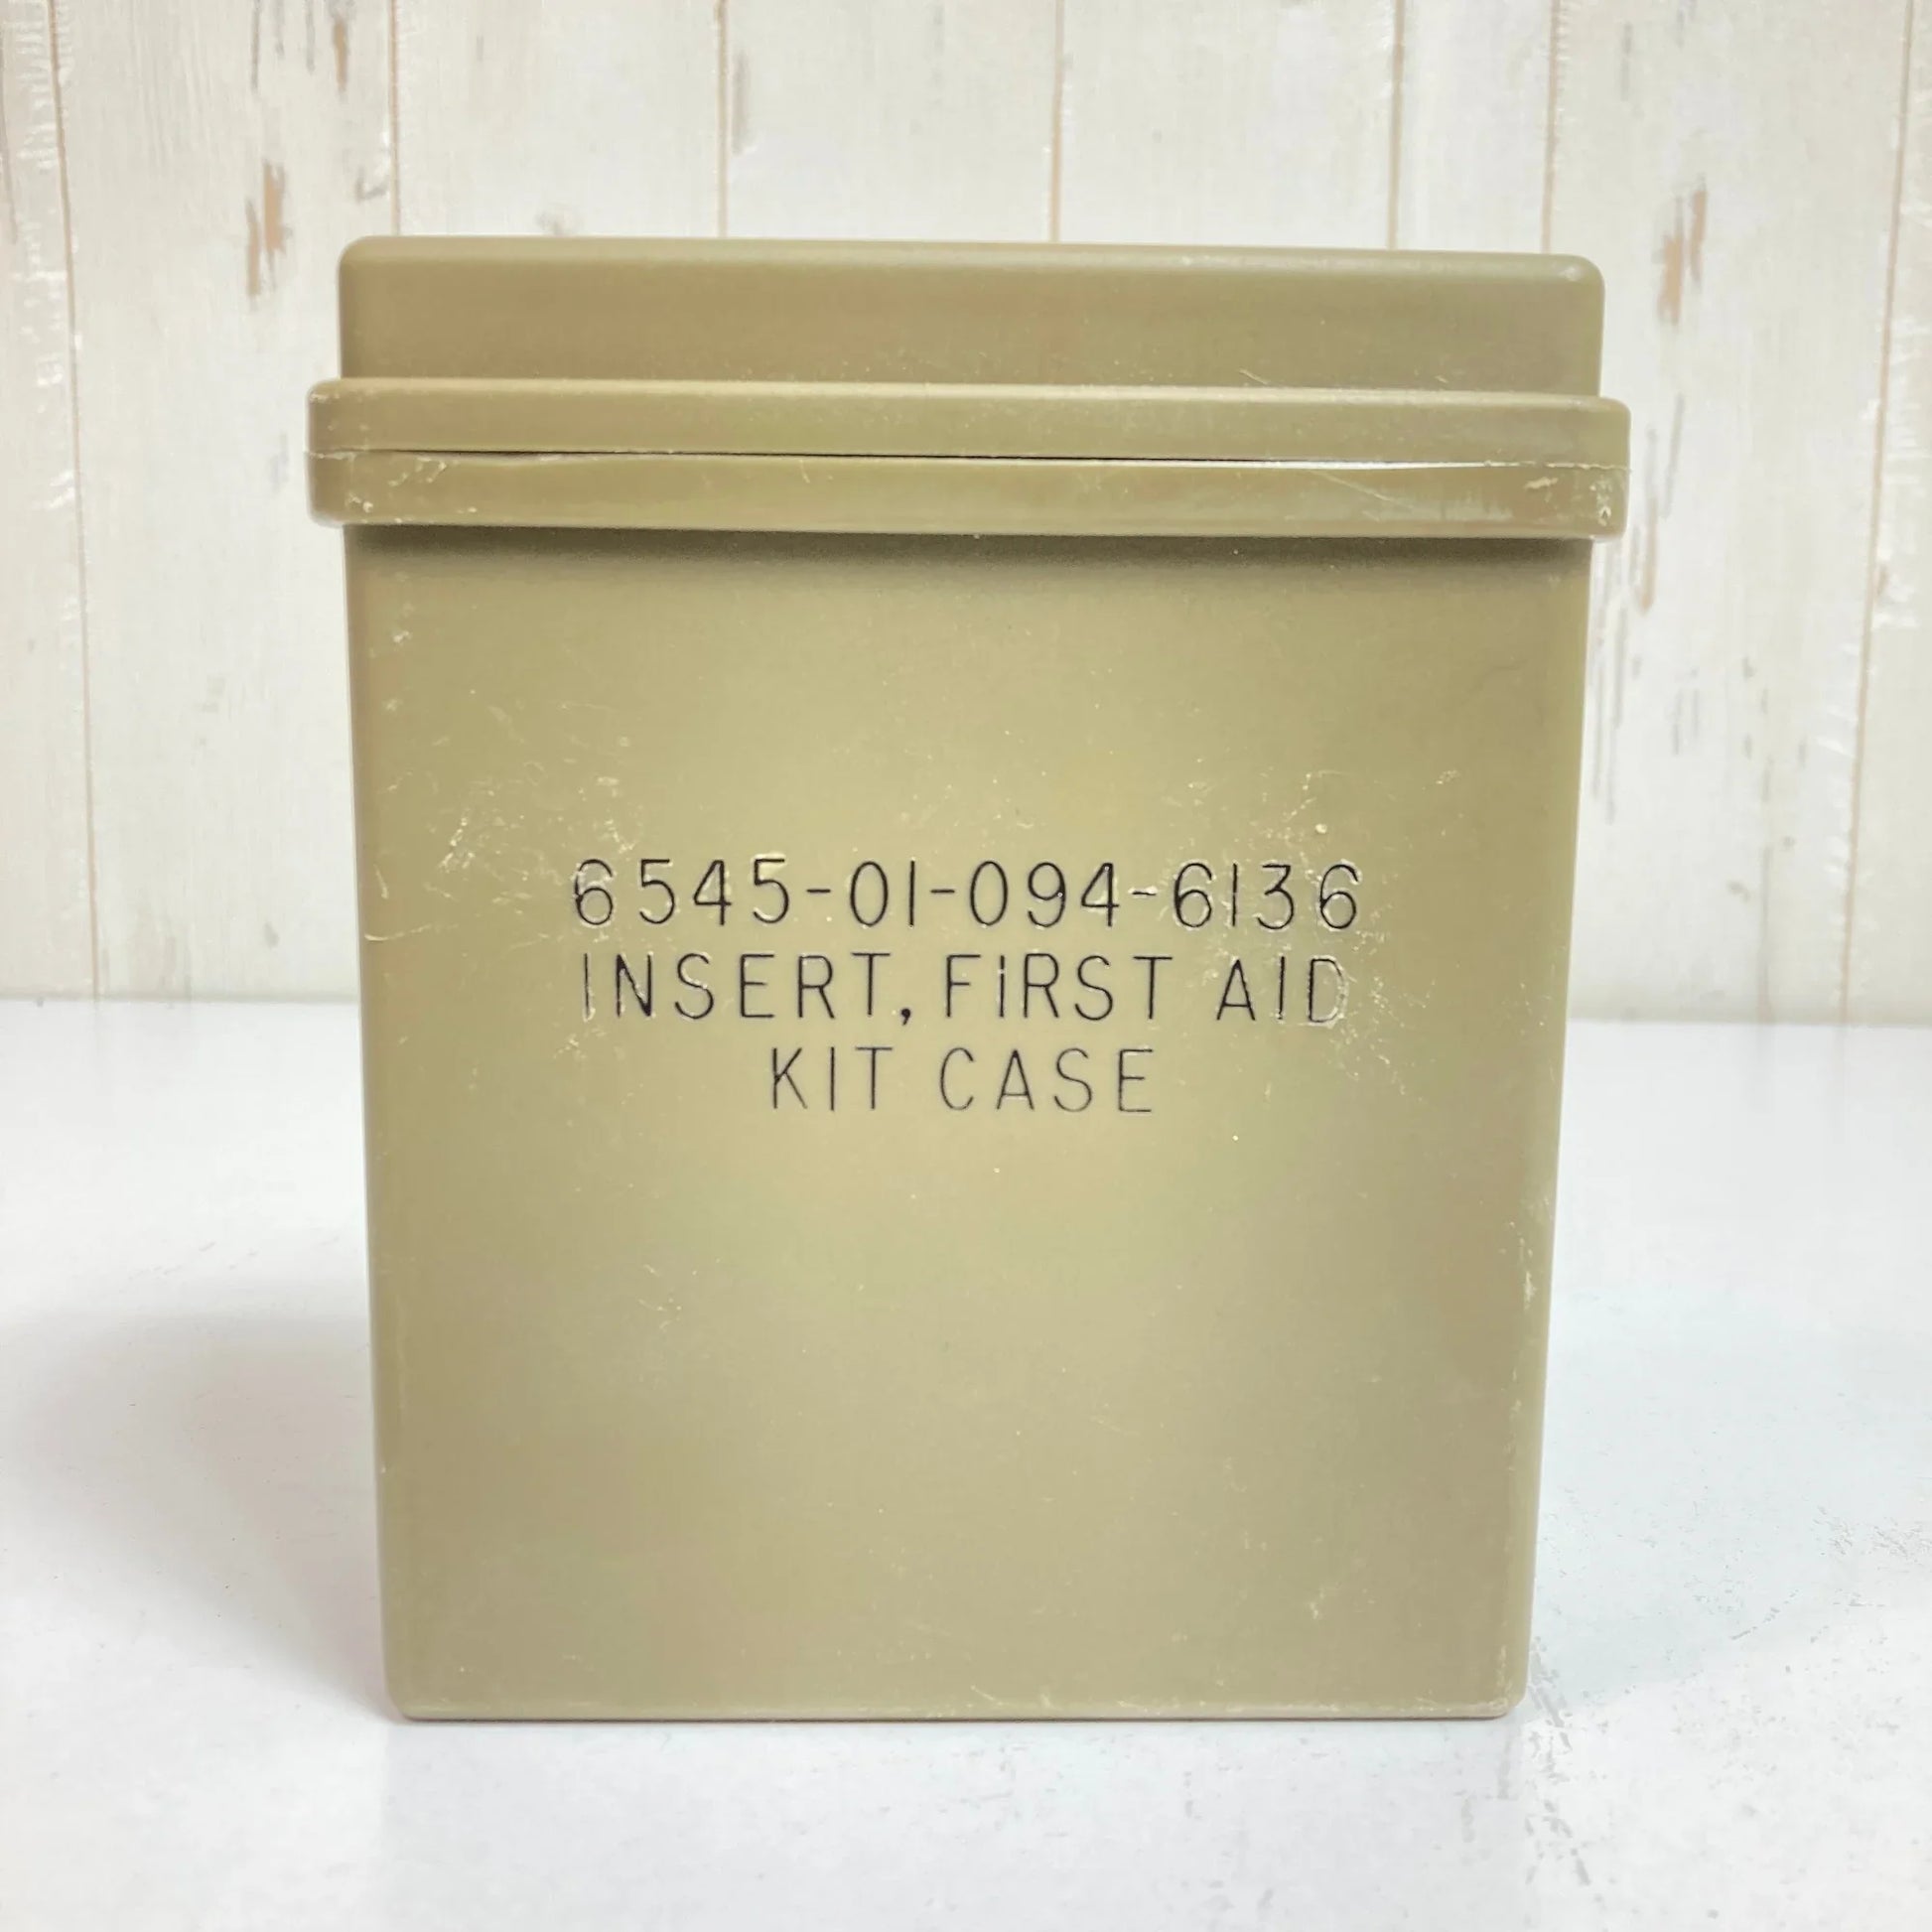 6545-01-094-6136
INSERT, FiRST AID
KIT CASE